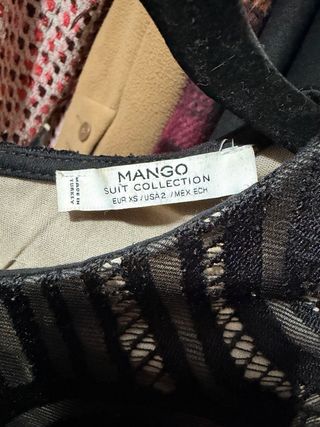 MANGO
SUIT COLLECTION
EUR XS / USA 2 / MEX ECH
MADE IN
TURKEY